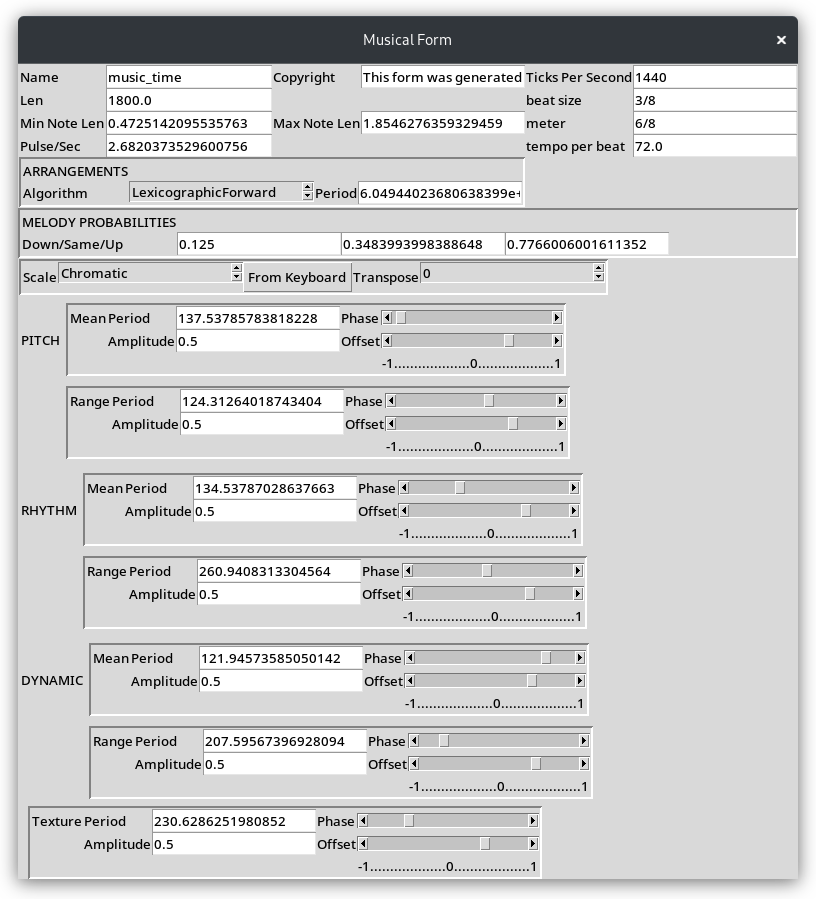 Musical Form
Name music_time Copyright This form was generated Ticks Per Second 1440
Len 1800.0 beat size 3/8
Min Note Len 0.4725142095535763 Max Note Len 1.8546276359329459 meter 6/8
Pulse/Sec 2.6820373529600756 tempo per beat 72.0
ARRANGEMENTS
Algorithm LexicographicForward Period 6.04944023680638399e+
MELODY PROBABILITIES
Down/Same/Up 0.125 0.3483993998388648 0.7766006001611352
Scale Chromatic From Keyboard Transpose 0
PITCH
Mean Period 137.53785783818228 Phase
Amplitude 0.5 Offset
-1....................0....................1
Range Period 124.31264018743404 Phase
Amplitude 0.5 Offset
-1....................0....................1
RHYTHM
Mean Period 134.53787028637663 Phase
Amplitude 0.5 Offset
-1....................0....................1
Range Period 260.9408313304564 Phase
Amplitude 0.5 Offset
-1....................0....................1
DYNAMIC
Mean Period 121.94573585050142 Phase
Amplitude 0.5 Offset
-1....................0....................1
Range Period 207.59567396928094 Phase
Amplitude 0.5 Offset
-1....................0....................1
Texture Period 230.6286251980852 Phase
Amplitude 0.5 Offset
-1....................0....................1